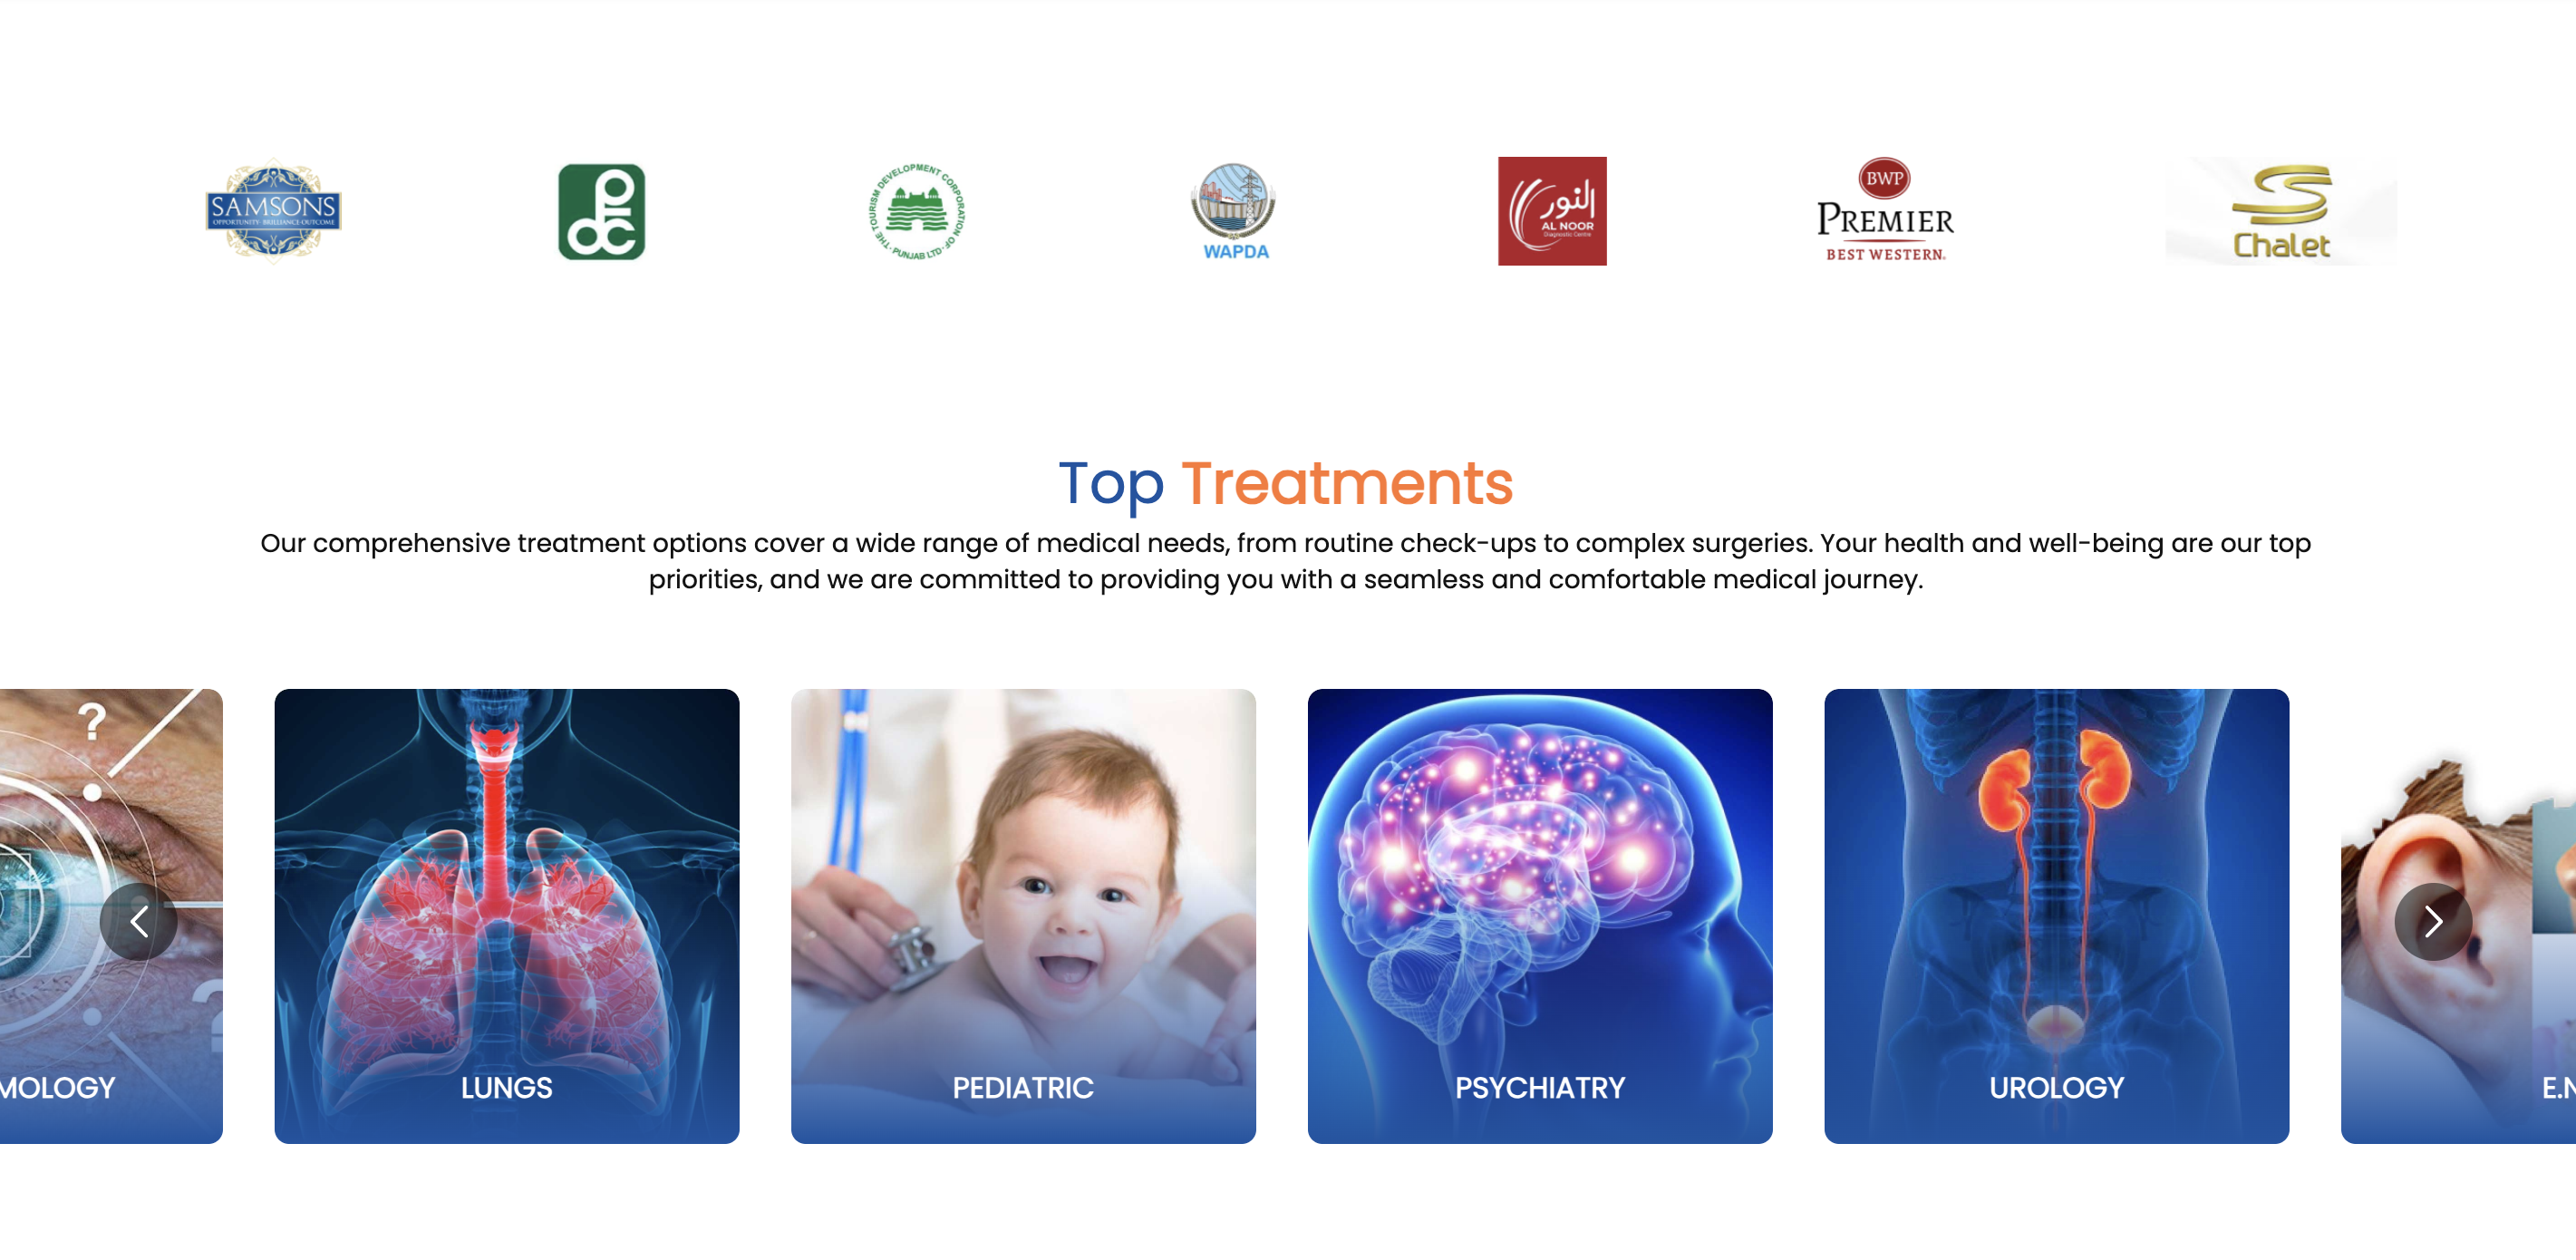 SAMSONS
OPPORTUNITY·BRILLIANCE·OUTCOME
pdc
THE TOURISM DEVELOPMENT CORPORATION OF PUNJAB LTD
WAPDA
النور
AL NOOR
Diagnostic Centre
BWP
PREMIER
BEST WESTERN.
Chalet
Top Treatments
Our comprehensive treatment options cover a wide range of medical needs, from routine check-ups to complex surgeries. Your health and well-being are our top
priorities, and we are committed to providing you with a seamless and comfortable medical journey.
?
?
MOLOGY
LUNGS
PEDIATRIC
PSYCHIATRY
UROLOGY
E.N